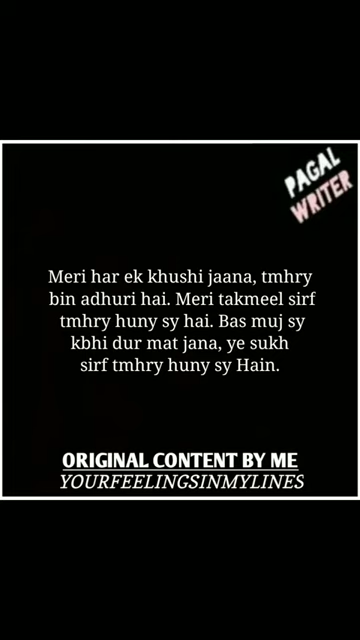 PAGAL
WRITER
Meri har ek khushi jaana, tmhry
bin adhuri hai. Meri takmeel sirf
tmhry huny sy hai. Bas muj sy
kbhi dur mat jana, ye sukh
sirf tmhry huny sy Hain.
ORIGINAL CONTENT BY ME
YOURFEELINGSINMYLINES